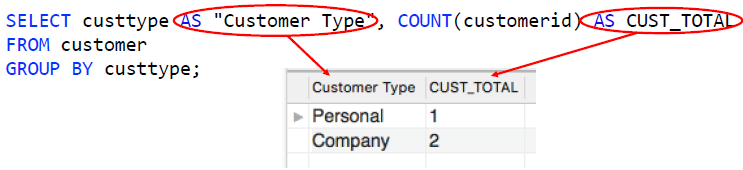 SELECT custtype AS "Customer Type", COUNT(customerid) AS CUST_TOTAL
FROM customer
GROUP BY custtype;
Customer Type CUST_TOTAL
Personal 1
Company 2